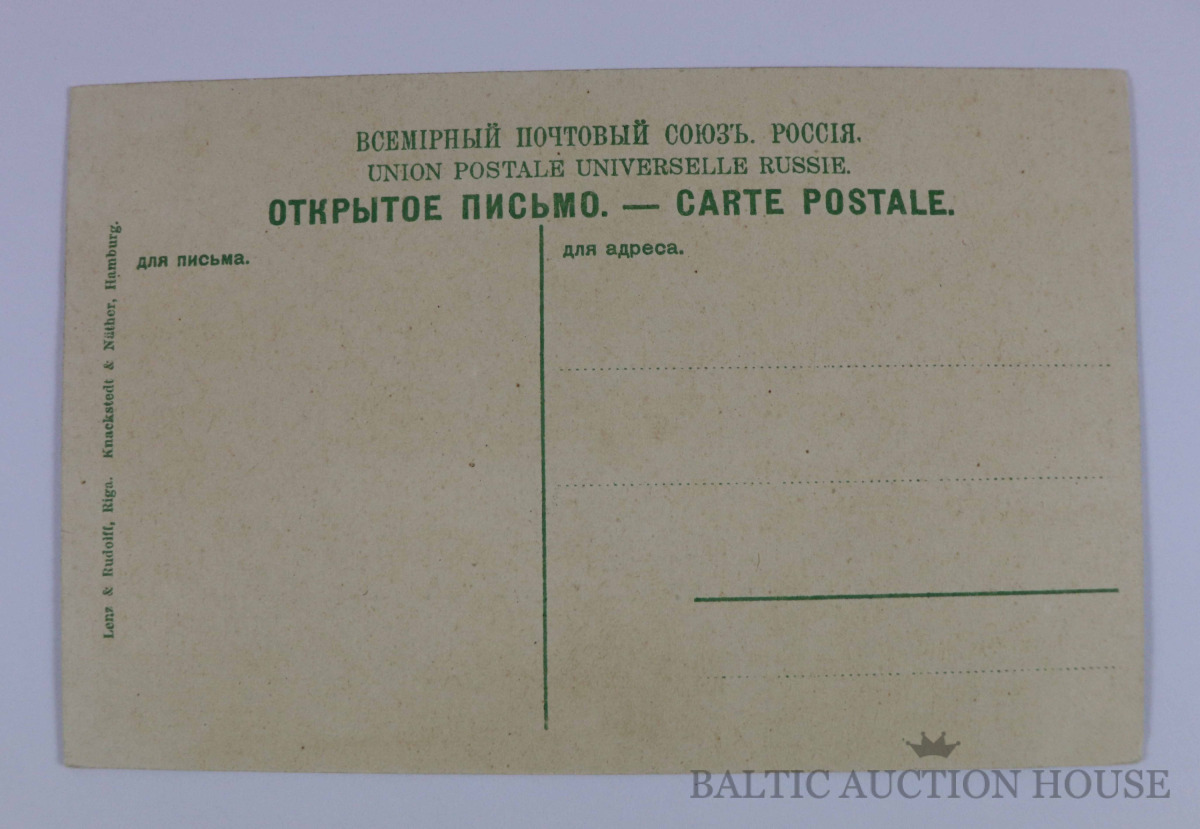 ВСЕМІРНЫЙ ПОЧТОВЫЙ СОЮЗЪ. РОССІЯ.
UNION POSTALE UNIVERSELLE RUSSIE.
ОТКРЫТОЕ ПИСЬМО. — CARTE POSTALE.
для письма.
для адреса.
Lenz & Rudolff, Riga. Knackstedt & Näther, Hamburg.
BALTIC AUCTION HOUSE